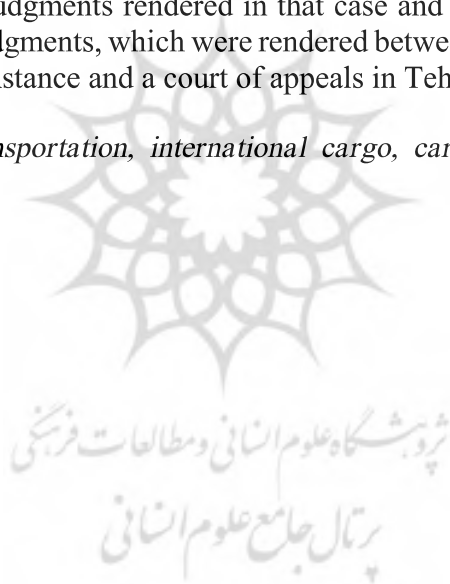 udgments rendered in that case and
dgments, which were rendered betwe
stance and a court of appeals in Teh
nsportation, international cargo, car
پژوهشگاه علوم انسانی و مطالعات فرهنگی
پرتال جامع علوم انسانی